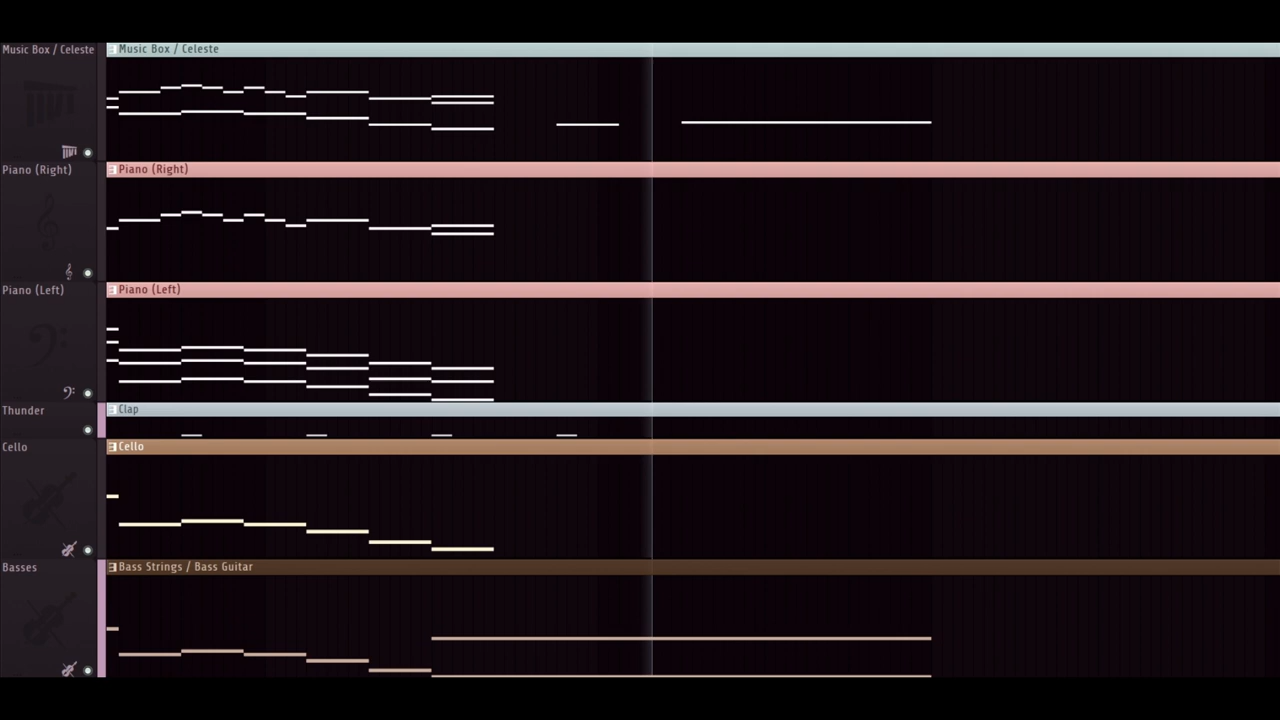 Music Box / Celeste
Music Box / Celeste
Piano (Right)
Piano (Right)
Piano (Left)
Piano (Left)
Thunder
Clap
Cello
Cello
Basses
Bass Strings / Bass Guitar